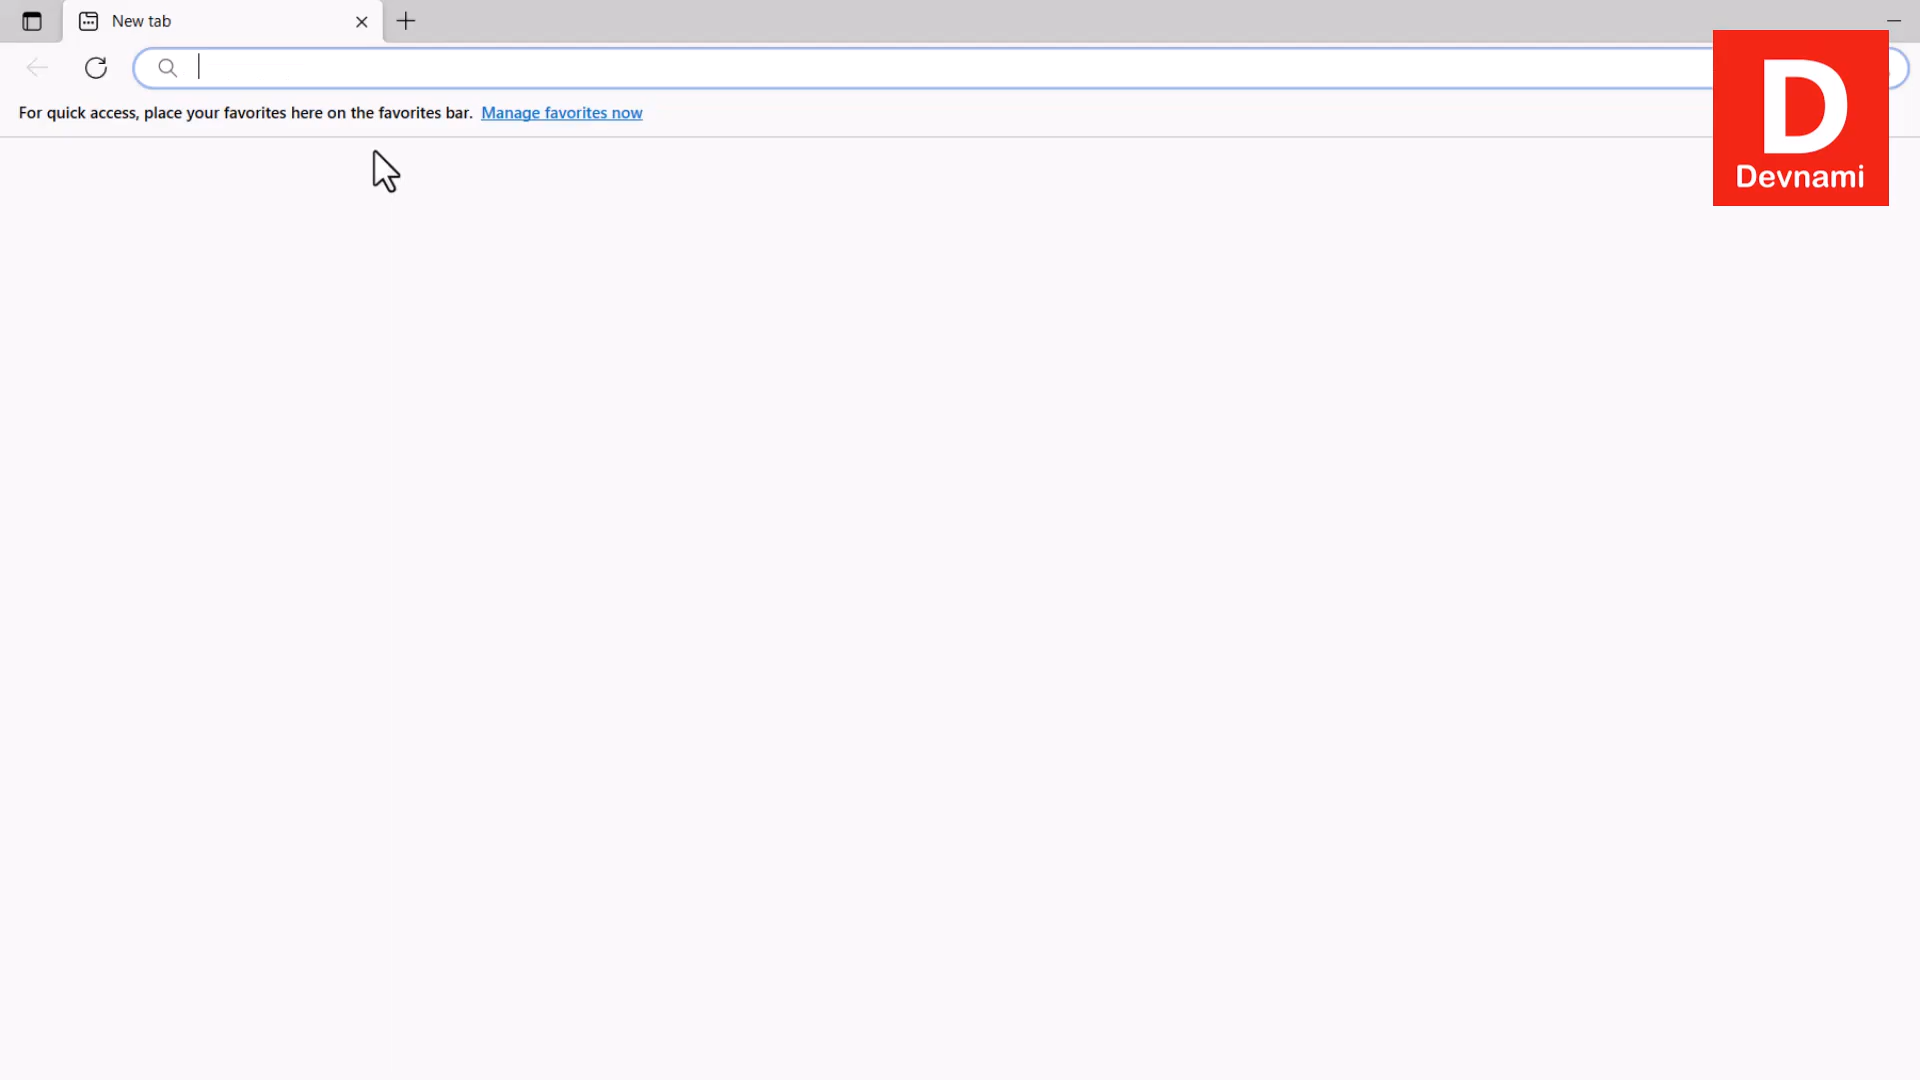 New tab
For quick access, place your favorites here on the favorites bar. Manage favorites now
D
Devnami